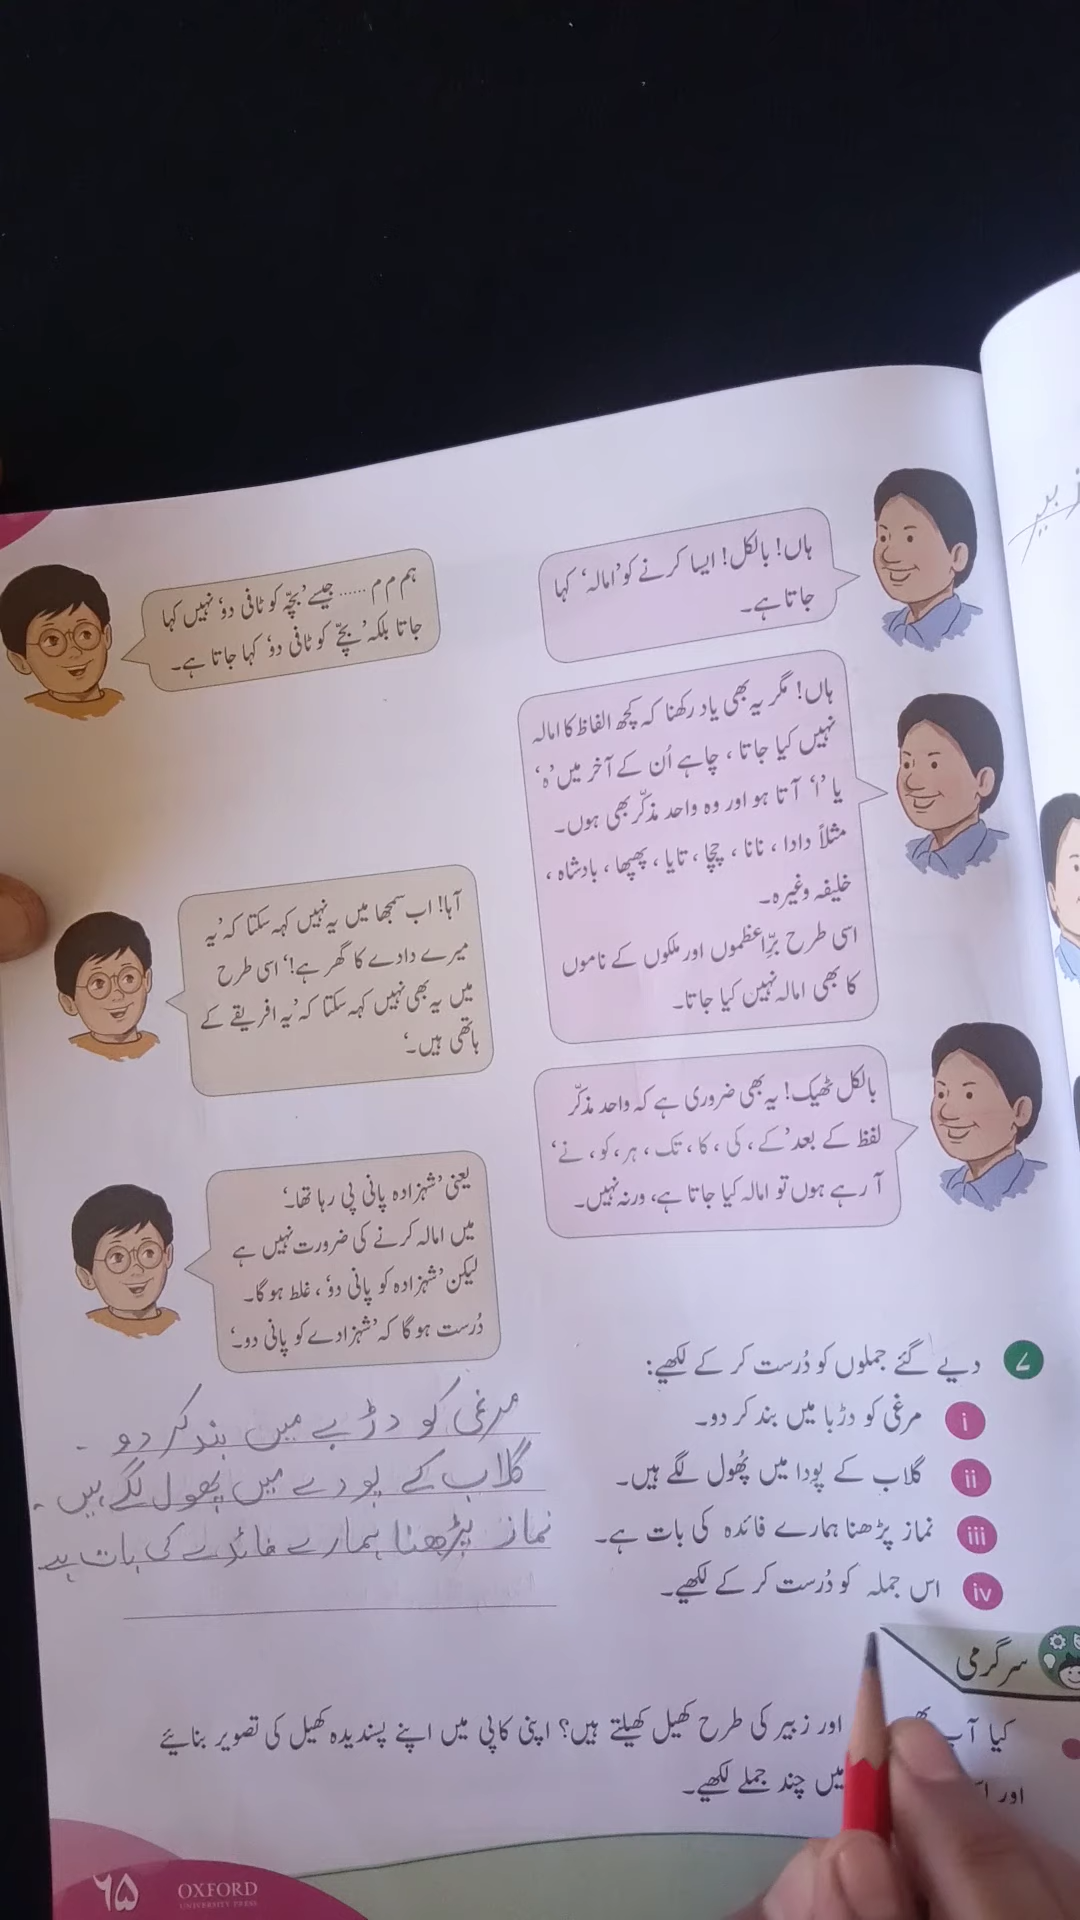 ہاں! بالکل! ایسا کرنے کو 'امالہ' کہا
جاتا ہے۔
ہم م م ...... جیسے 'بچّہ کو ٹافی دو' نہیں کہا
جاتا بلکہ 'بچّے کو ٹافی دو' کہا جاتا ہے۔
ہاں! مگر یہ بھی یاد رکھنا کہ کچھ الفاظ کا امالہ
نہیں کیا جاتا، چاہے اُن کے آخر میں 'ہ'
یا 'ا' آتا ہو اور وہ واحد مذکّر بھی ہوں۔
مثلاً دادا، نانا، چچا، تایا، پھپھا، بادشاہ،
خلیفہ وغیرہ۔
اسی طرح برِّاعظموں اور ملکوں کے ناموں
کا بھی امالہ نہیں کیا جاتا۔
آہا! اب سمجھا میں یہ نہیں کہہ سکتا کہ 'یہ
میرے دادے کا گھر ہے!' اسی طرح
میں یہ بھی نہیں کہہ سکتا کہ 'یہ افریقے کے
ہاتھی ہیں۔'
بالکل ٹھیک! یہ بھی ضروری ہے کہ واحد مذکّر
لفظ کے بعد 'کے، کی، کا، تک، ہر، کو، نے'
آ رہے ہوں تو امالہ کیا جاتا ہے، ورنہ نہیں۔
یعنی 'شہزادہ پانی پی رہا تھا۔'
میں امالہ کرنے کی ضرورت نہیں ہے
لیکن 'شہزادہ کو پانی دو'، غلط ہوگا۔
دُرست ہوگا کہ 'شہزادے کو پانی دو۔'
۷ دیے گئے جملوں کو دُرست کر کے لکھیے:
i مرغی کو دڑبا میں بند کر دو۔
مرغی کو دڑبے میں بند کر دو ۔
ii گلاب کے پودا میں پُھول لگے ہیں۔
گلاب کے پودے میں پھول لگے ہیں ۔
iii نماز پڑھنا ہمارے فائدہ کی بات ہے۔
نماز پڑھنا ہمارے فائدے کی بات ہے
iv اس جملہ کو دُرست کر کے لکھیے۔
سرگرمی
کیا آپ اور زبیر کی طرح کھیل کھیلتے ہیں؟ اپنی کاپی میں اپنے پسندیدہ کھیل کی تصویر بنائیے
اور میں چند جملے لکھیے۔
۶۵ OXFORD
UNIVERSITY PRESS
زبیر